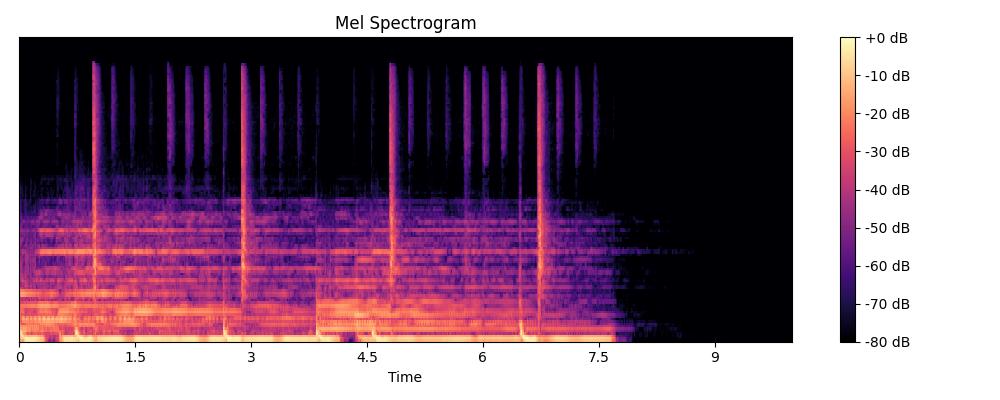 Mel Spectrogram
+0 dB
-10 dB
-20 dB
-30 dB
-40 dB
-50 dB
-60 dB
-70 dB
-80 dB
0 1.5 3 4.5 6 7.5 9
Time